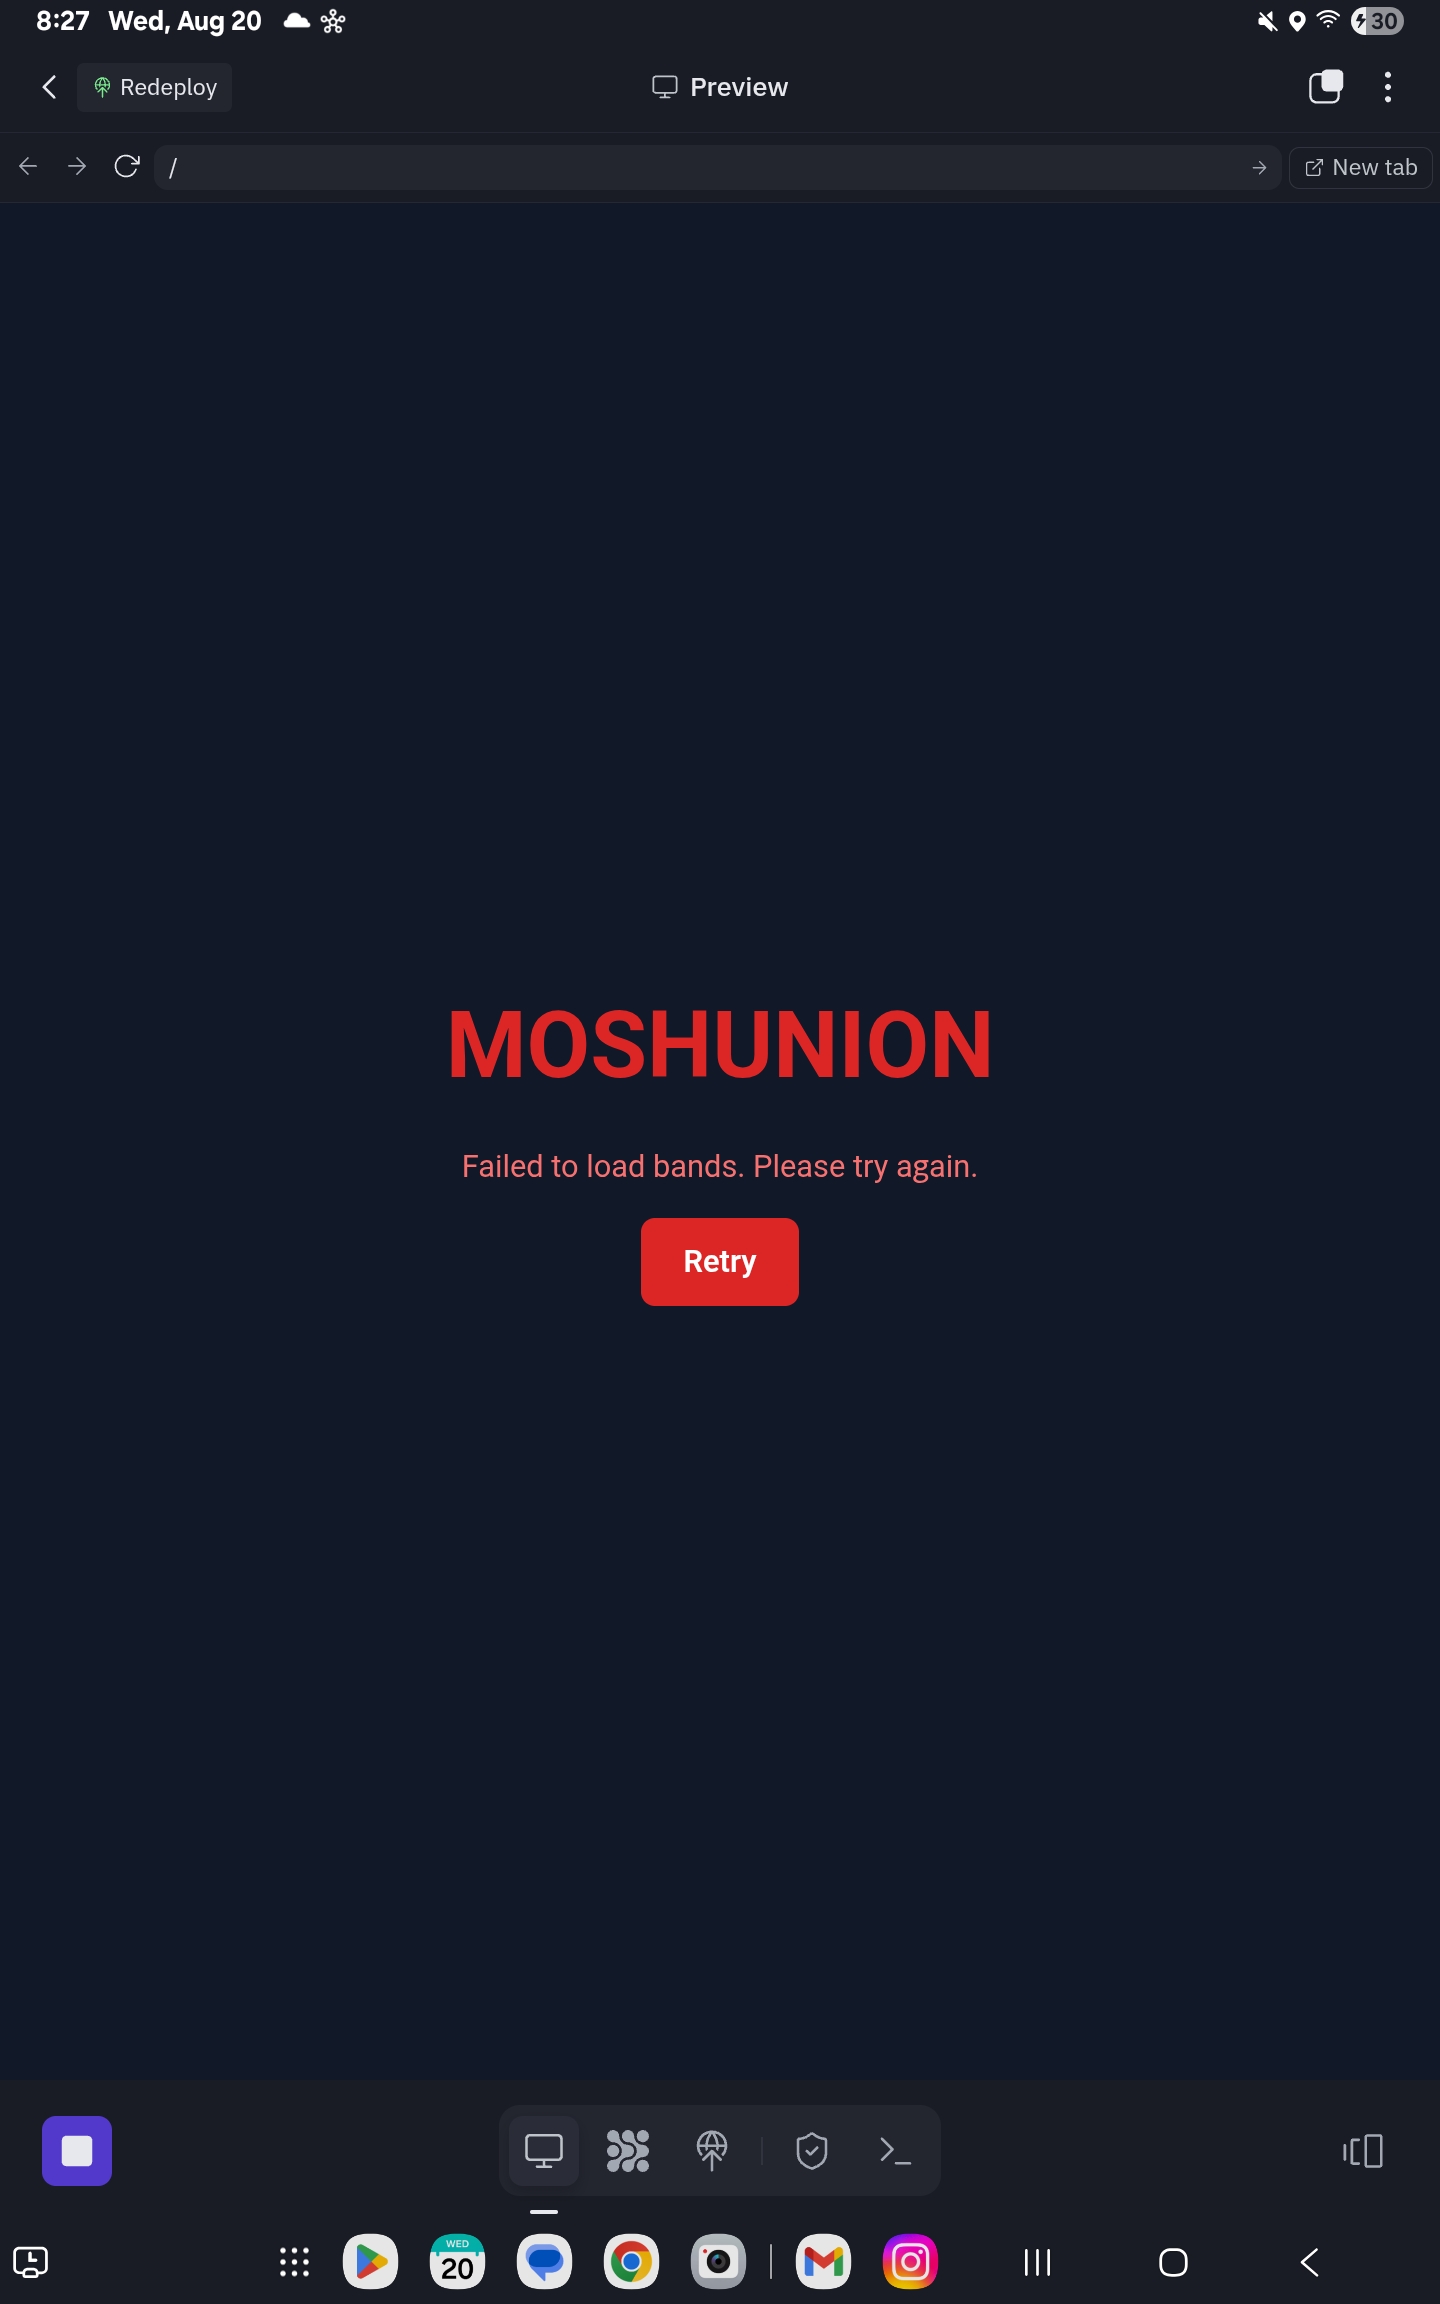 8:27 Wed, Aug 20
30
Redeploy
Preview
/
New tab
MOSHUNION
Failed to load bands. Please try again.
Retry
WED
20